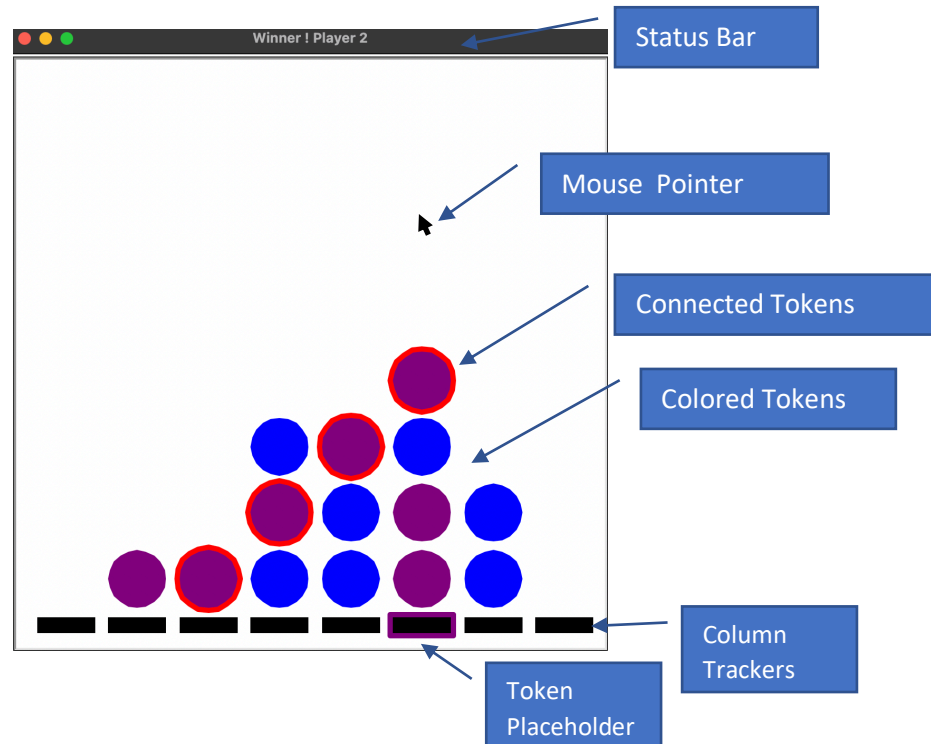 Winner ! Player 2
Status Bar
Mouse Pointer
Connected Tokens
Colored Tokens
Column
Trackers
Token
Placeholder